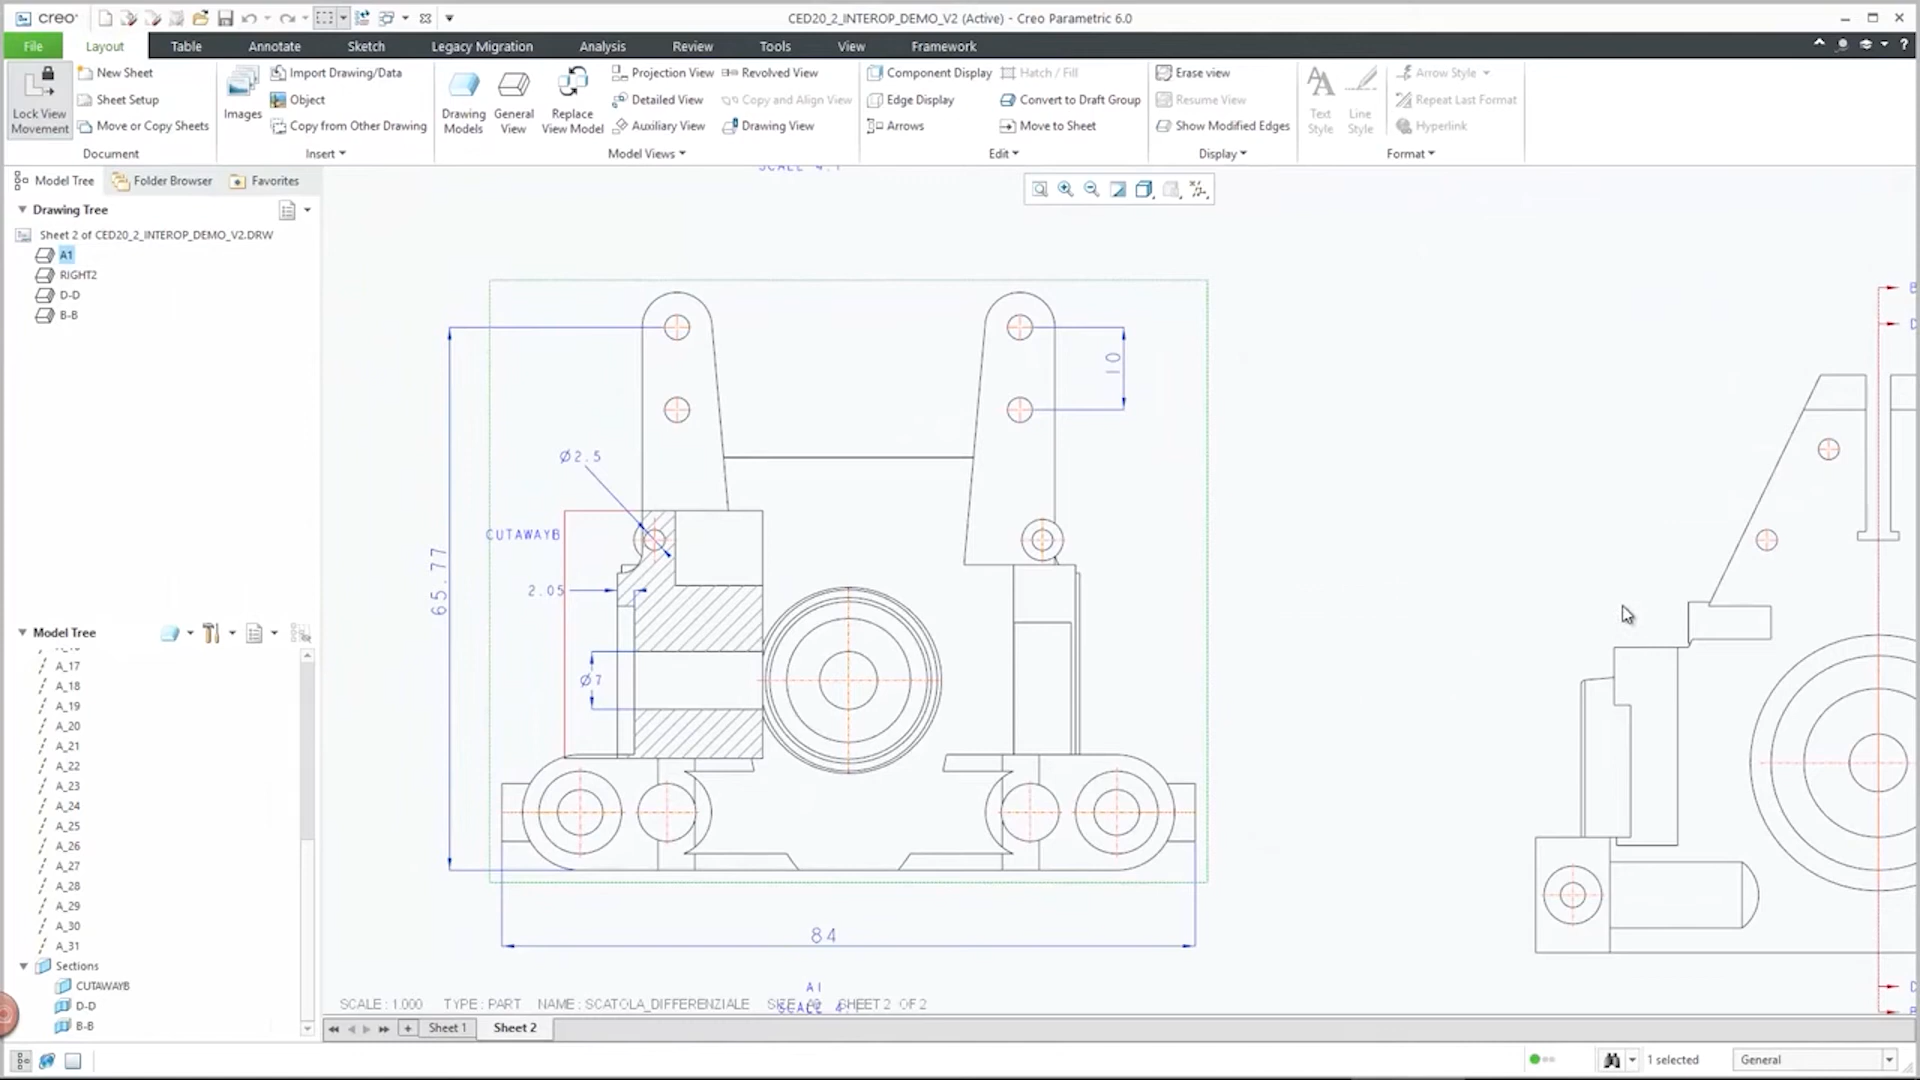 creo
CED20_2_INTEROP_DEMO_V2 (Active) - Creo Parametric 6.0
File
Layout
Table
Annotate
Sketch
Legacy Migration
Analysis
Review
Tools
View
Framework
Lock View Movement
New Sheet
Sheet Setup
Move or Copy Sheets
Document
Images
Import Drawing/Data
Object
Copy from Other Drawing
Insert
Drawing Models
General View
Replace View Model
Projection View
Detailed View
Auxiliary View
Revolved View
Copy and Align View
Drawing View
Model Views
Component Display
Edge Display
Arrows
Hatch / Fill
Convert to Draft Group
Move to Sheet
Edit
Erase view
Resume View
Show Modified Edges
Display
Text Style
Line Style
Arrow Style
Repeat Last Format
Hyperlink
Format
Model Tree
Folder Browser
Favorites
Drawing Tree
Sheet 2 of CED20_2_INTEROP_DEMO_V2.DRW
A1
RIGHT2
D-D
B-B
Model Tree
A_17
A_18
A_19
A_20
A_21
A_22
A_23
A_24
A_25
A_26
A_27
A_28
A_29
A_30
A_31
Sections
CUTAWAYB
D-D
B-B
10
Ø2.5
CUTAWAYB
65.77
2.05
Ø7
84
A1
SCALE : 1.000 TYPE : PART NAME : SCATOLA_DIFFERENZIALE SHEET 2 OF 2
Sheet 1
Sheet 2
1 selected
General